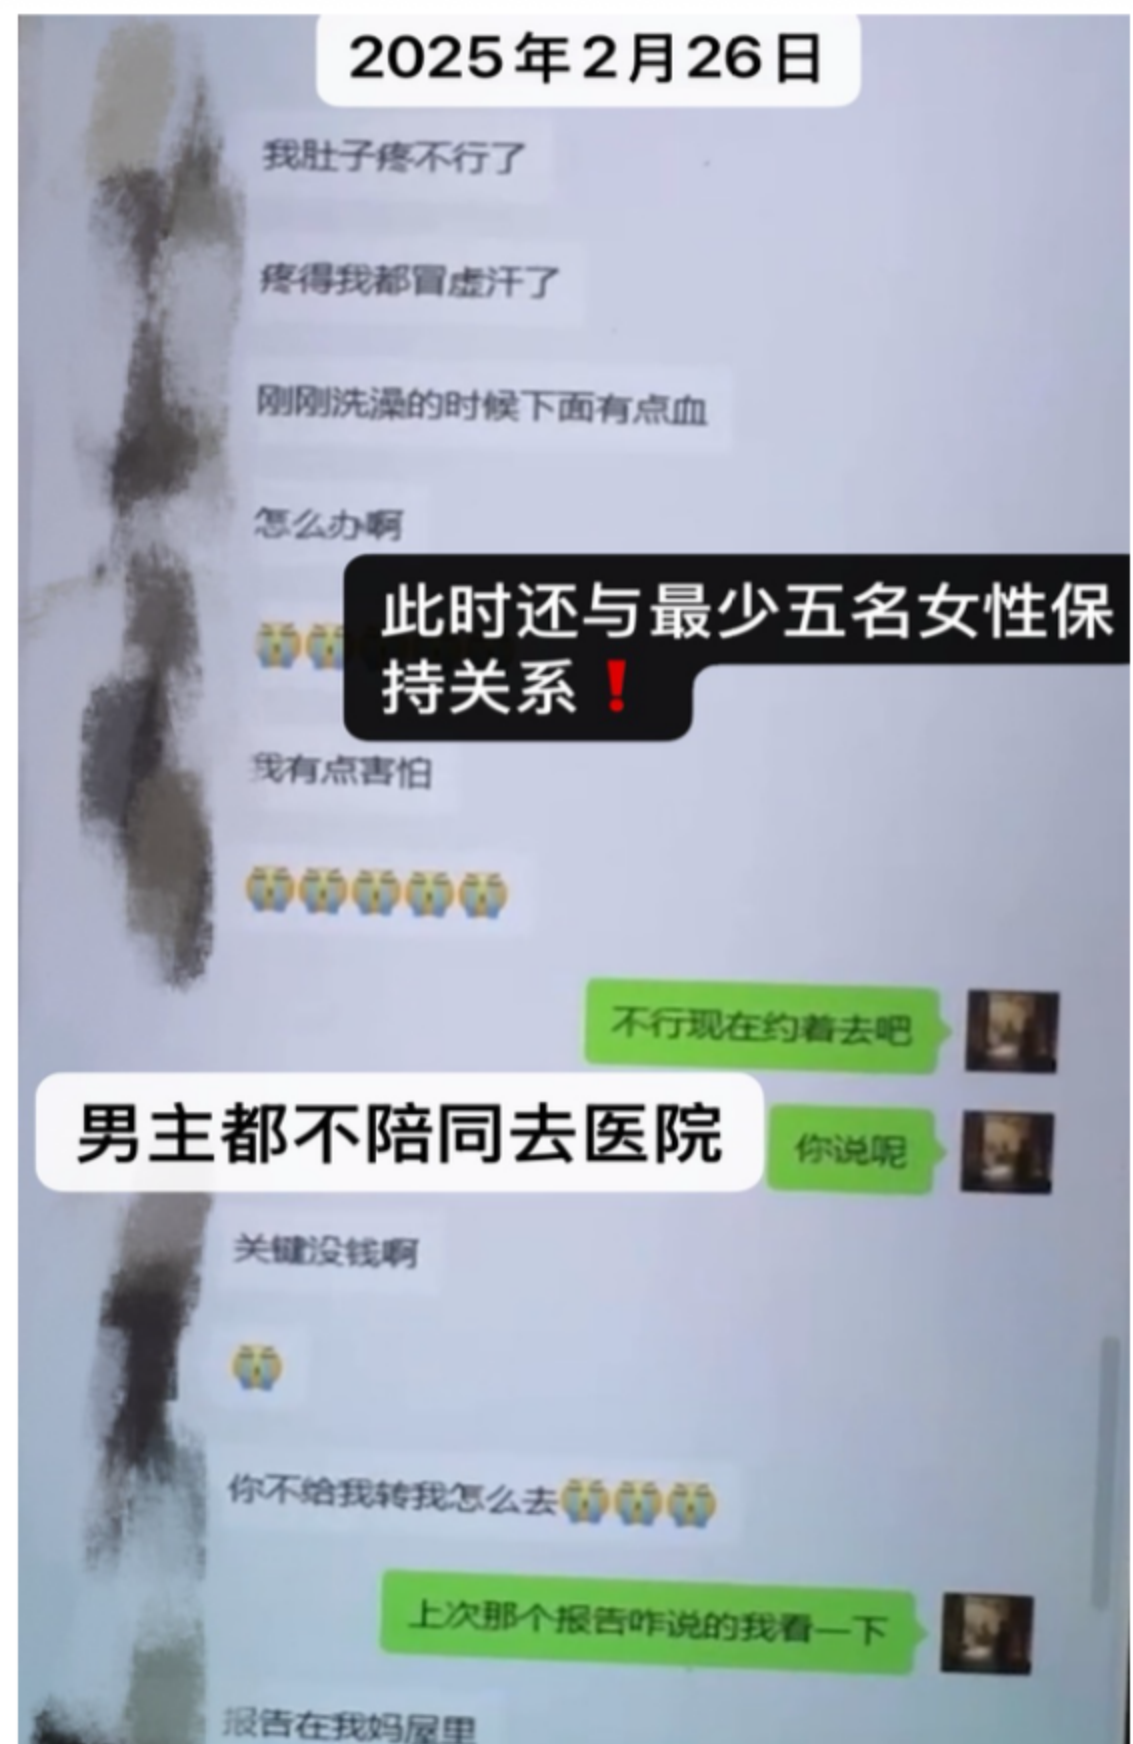 2025年2月26日
我肚子疼不行了
疼得我都冒虚汗了
刚刚洗澡的时候下面有点血
怎么办啊
此时还与最少五名女性保
持关系❗
😭😭
我有点害怕
😭😭😭😭😭
不行现在约着去吧
男主都不陪同去医院
你说呢
关键没钱啊
😭
你不给我转我怎么去😭😭😭
上次那个报告咋说的我看一下
报告在我妈屋里